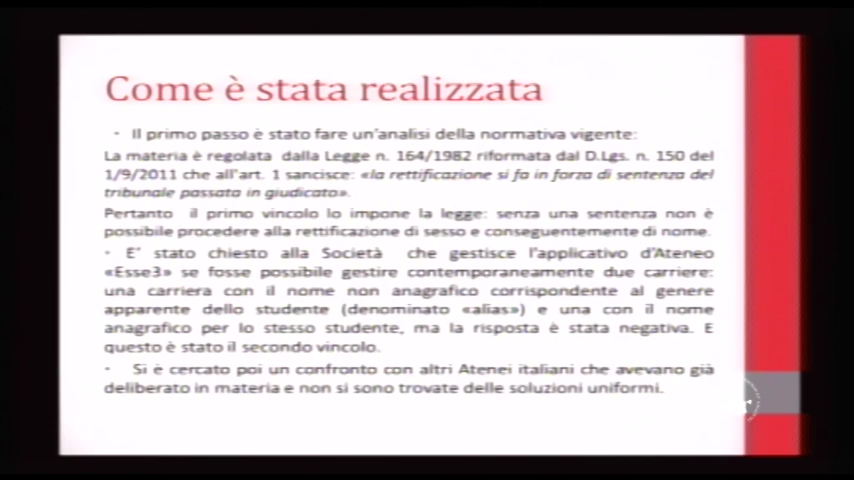 Come è stata realizzata
• Il primo passo è stato fare un'analisi della normativa vigente:
La materia è regolata dalla Legge n. 164/1982 riformata dal D.Lgs. n. 150 del
1/9/2011 che all'art. 1 sancisce: «la rettificazione si fa in forza di sentenza del
tribunale passata in giudicato».
Pertanto il primo vincolo lo impone la legge: senza una sentenza non è
possibile procedere alla rettificazione di sesso e conseguentemente di nome.
• E' stato chiesto alla Società che gestisce l'applicativo d'Ateneo
«Esse3» se fosse possibile gestire contemporaneamente due carriere:
una carriera con il nome non anagrafico corrispondente al genere
apparente dello studente (denominato «alias») e una con il nome
anagrafico per lo stesso studente, ma la risposta è stata negativa. E
questo è stato il secondo vincolo.
• Si è cercato poi un confronto con altri Atenei italiani che avevano già
deliberato in materia e non si sono trovate delle soluzioni uniformi.